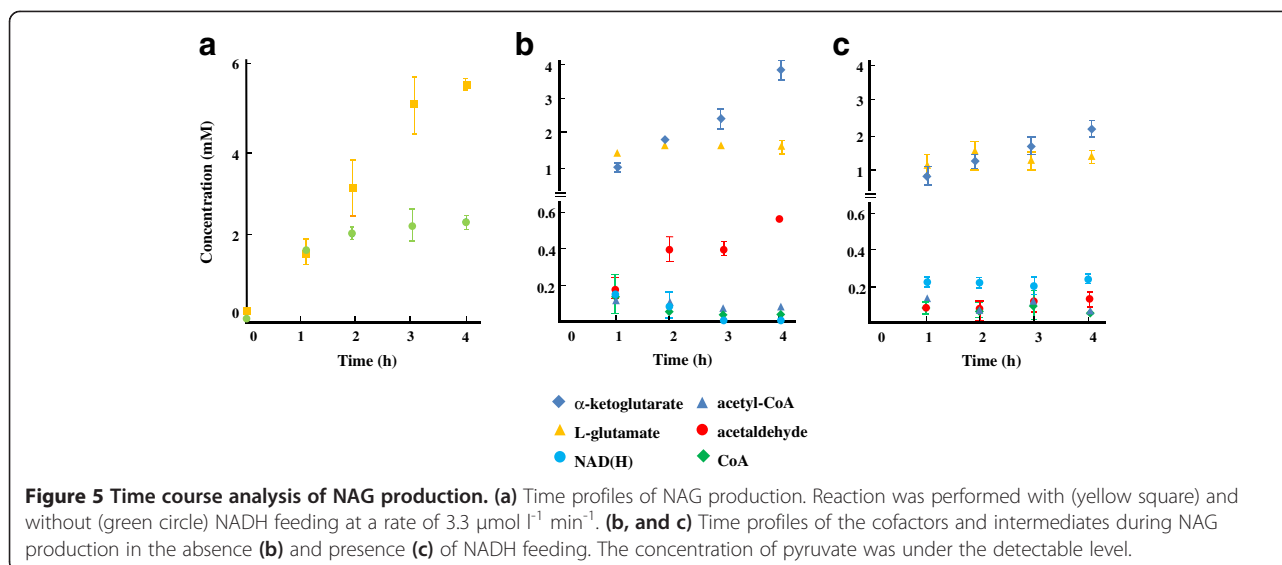 a
b
c
6
4
2
0
Concentration (mM)
0 1 2 3 4
Time (h)
4
3
2
1
0.6
0.4
0.2
0 1 2 3 4
Time (h)
4
3
2
1
0.6
0.4
0.2
0 1 2 3 4
Time (h)
α-ketoglutarate acetyl-CoA
L-glutamate acetaldehyde
NAD(H) CoA
Figure 5 Time course analysis of NAG production. (a) Time profiles of NAG production. Reaction was performed with (yellow square) and
without (green circle) NADH feeding at a rate of 3.3 μmol l⁻¹ min⁻¹. (b, and c) Time profiles of the cofactors and intermediates during NAG
production in the absence (b) and presence (c) of NADH feeding. The concentration of pyruvate was under the detectable level.